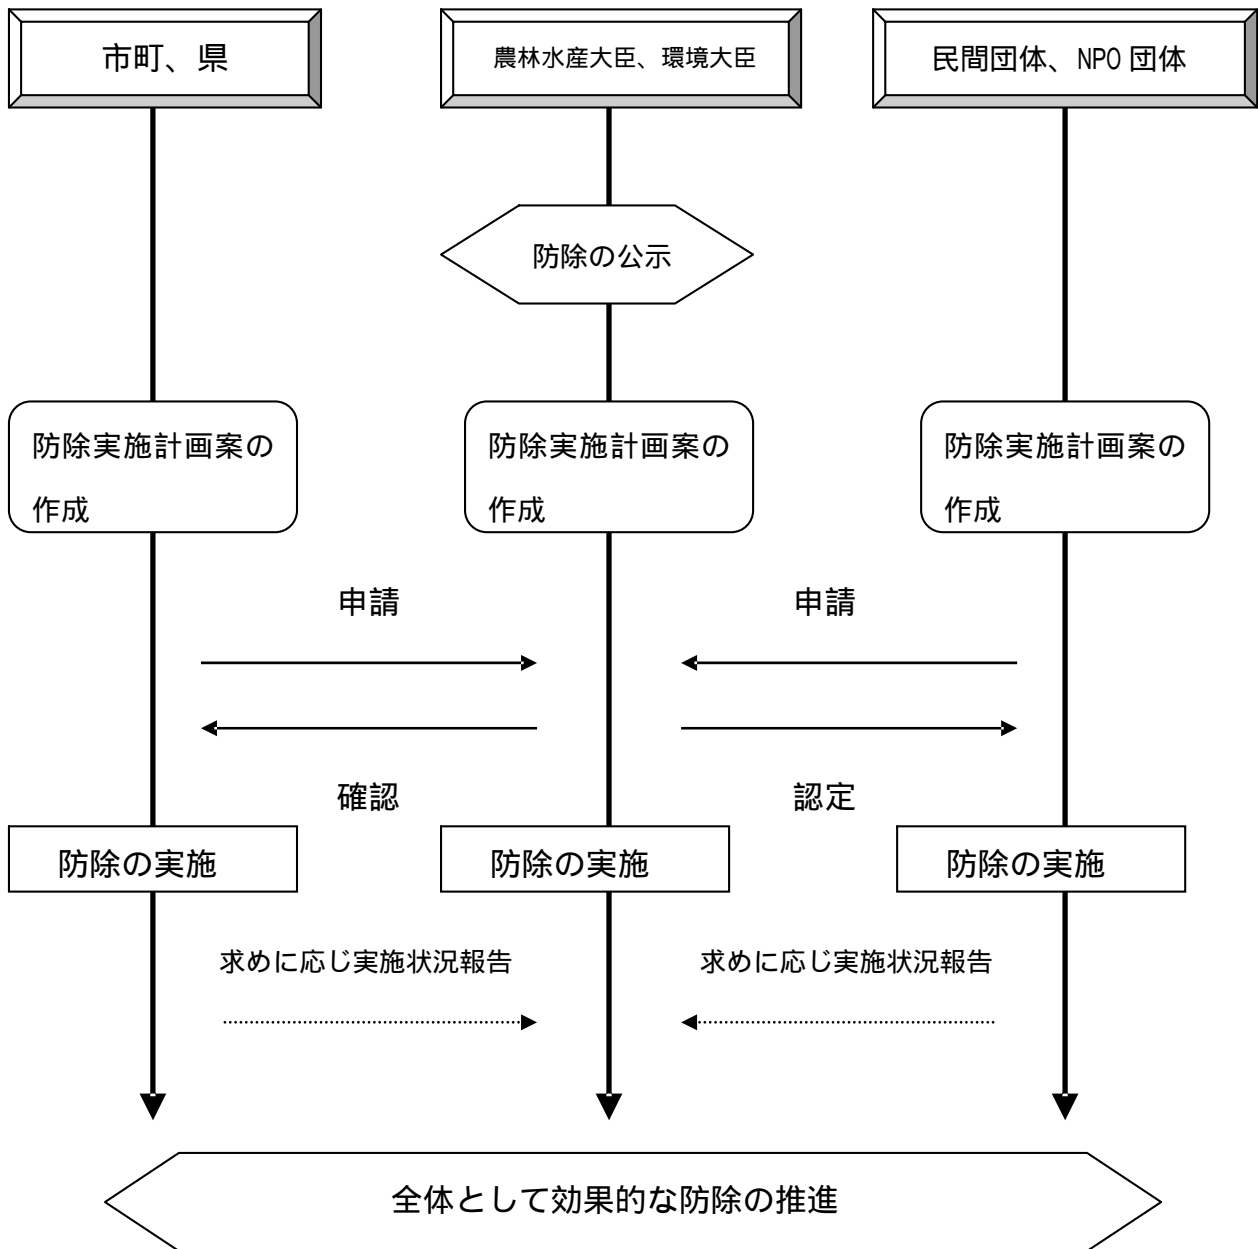 市町、県
農林水産大臣、環境大臣
民間団体、NPO 団体
防除の公示
防除実施計画案の
作成
防除実施計画案の
作成
防除実施計画案の
作成
申請
申請
確認
認定
防除の実施
防除の実施
防除の実施
求めに応じ実施状況報告
求めに応じ実施状況報告
全体として効果的な防除の推進